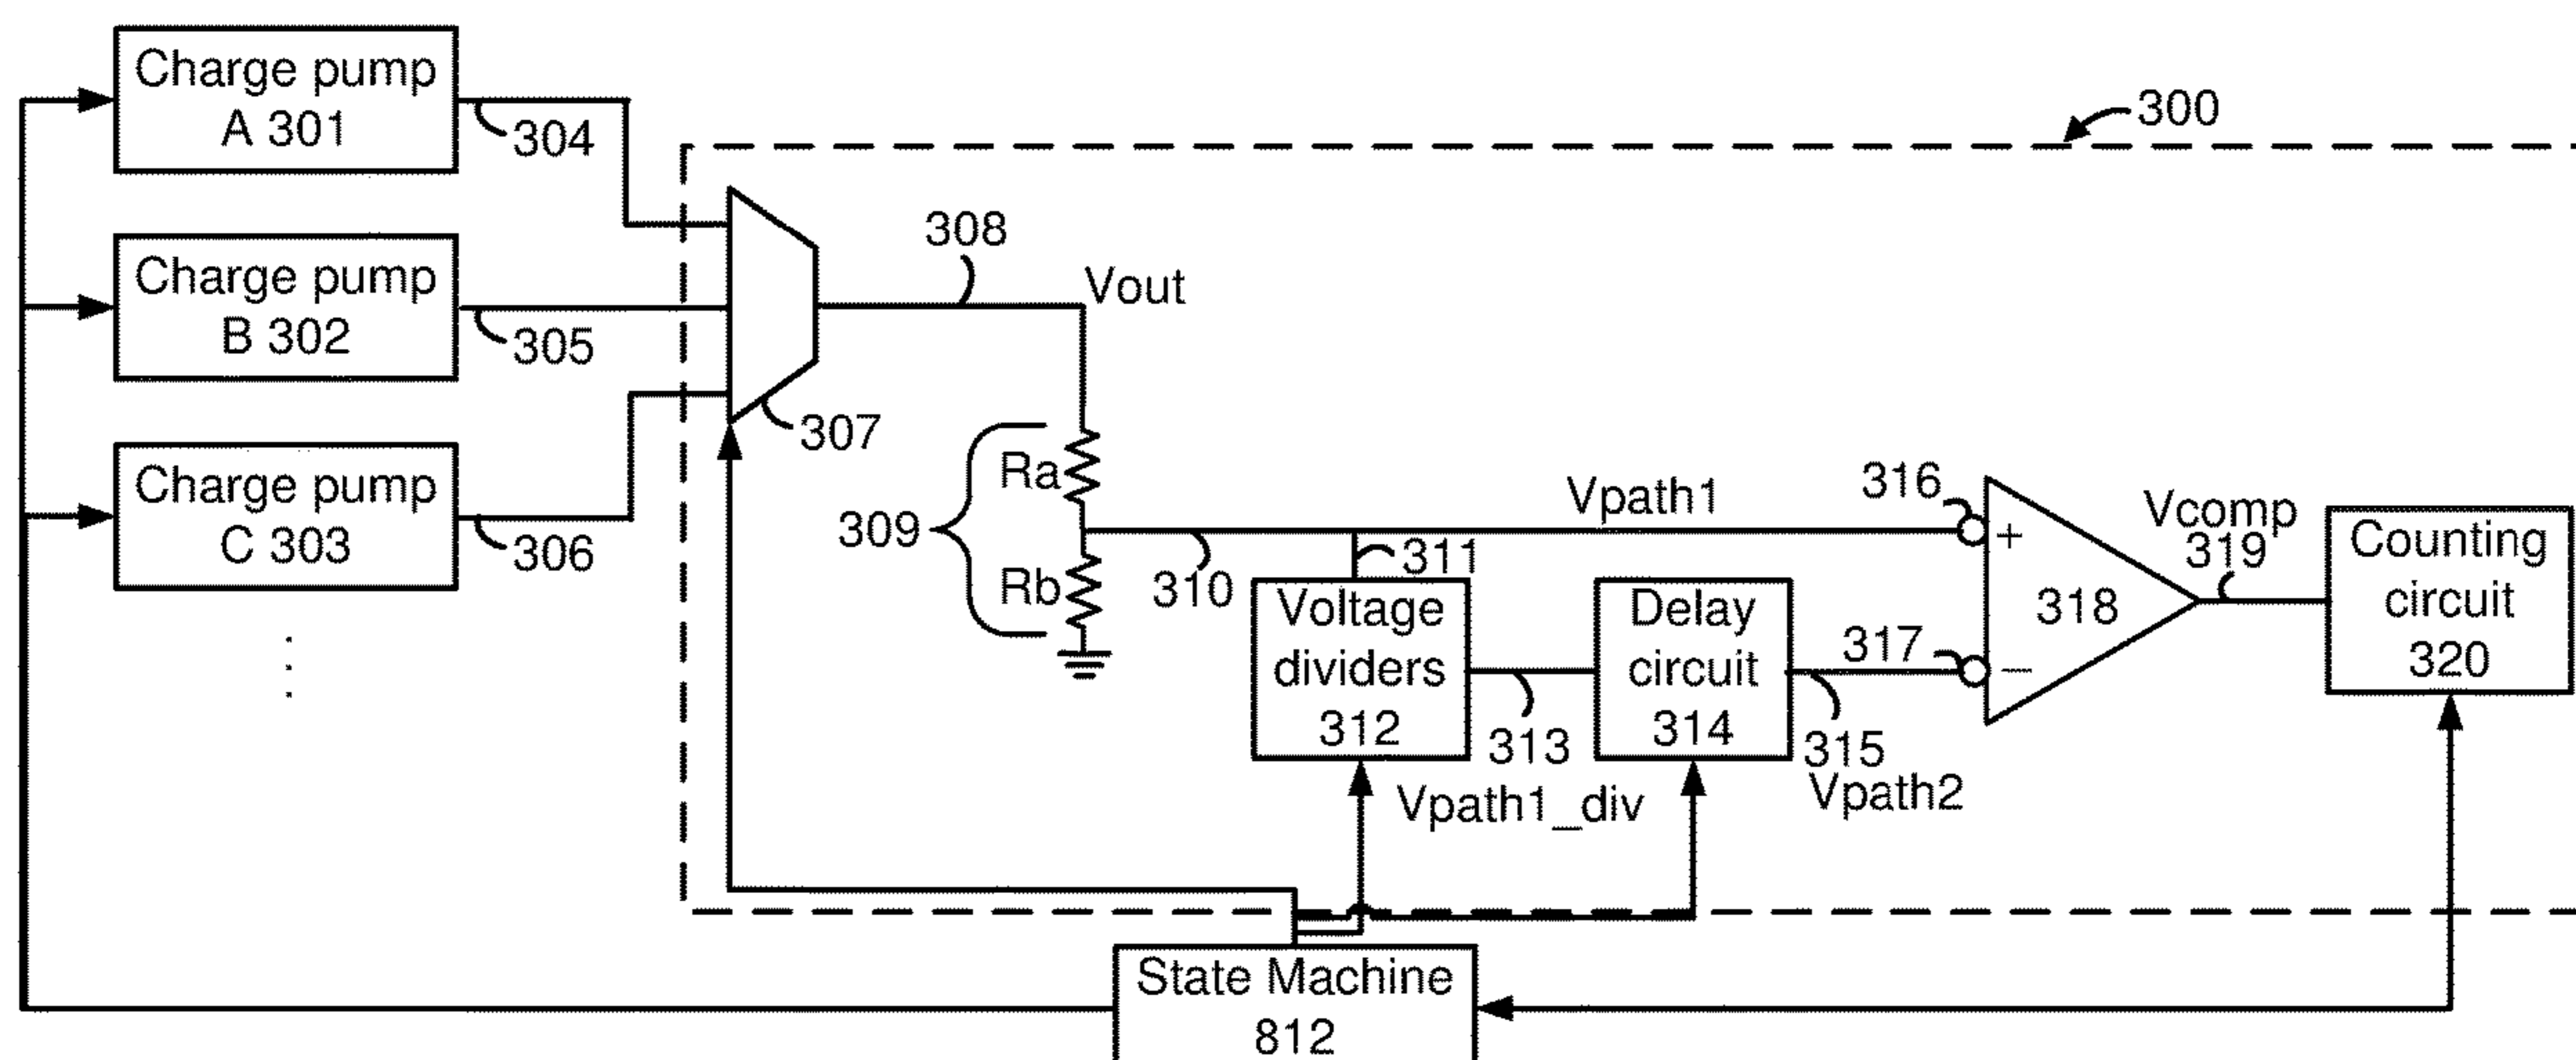 Charge pump
A 301
304
300
Charge pump
B 302
305
308
Vout
307
Charge pump
C 303
306
309
Ra
Rb
310
311
Vpath1
316
+
317
−
318
Vcomp
319
Counting
circuit
320
Voltage
dividers
312
313
Vpath1_div
Delay
circuit
314
315
Vpath2
State Machine
812